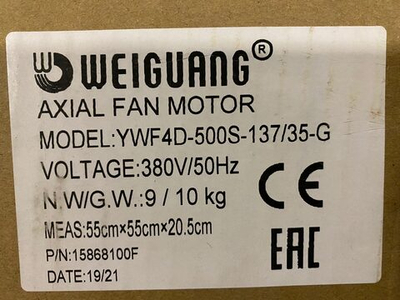 WEIGUANG®
AXIAL FAN MOTOR
MODEL:YWF4D-500S-137/35-G
VOLTAGE:380V/50Hz
N.W/G.W.:9 / 10 kg
MEAS:55cm×55cm×20.5cm
P/N:15868100F
DATE:19/21
CE
EAC